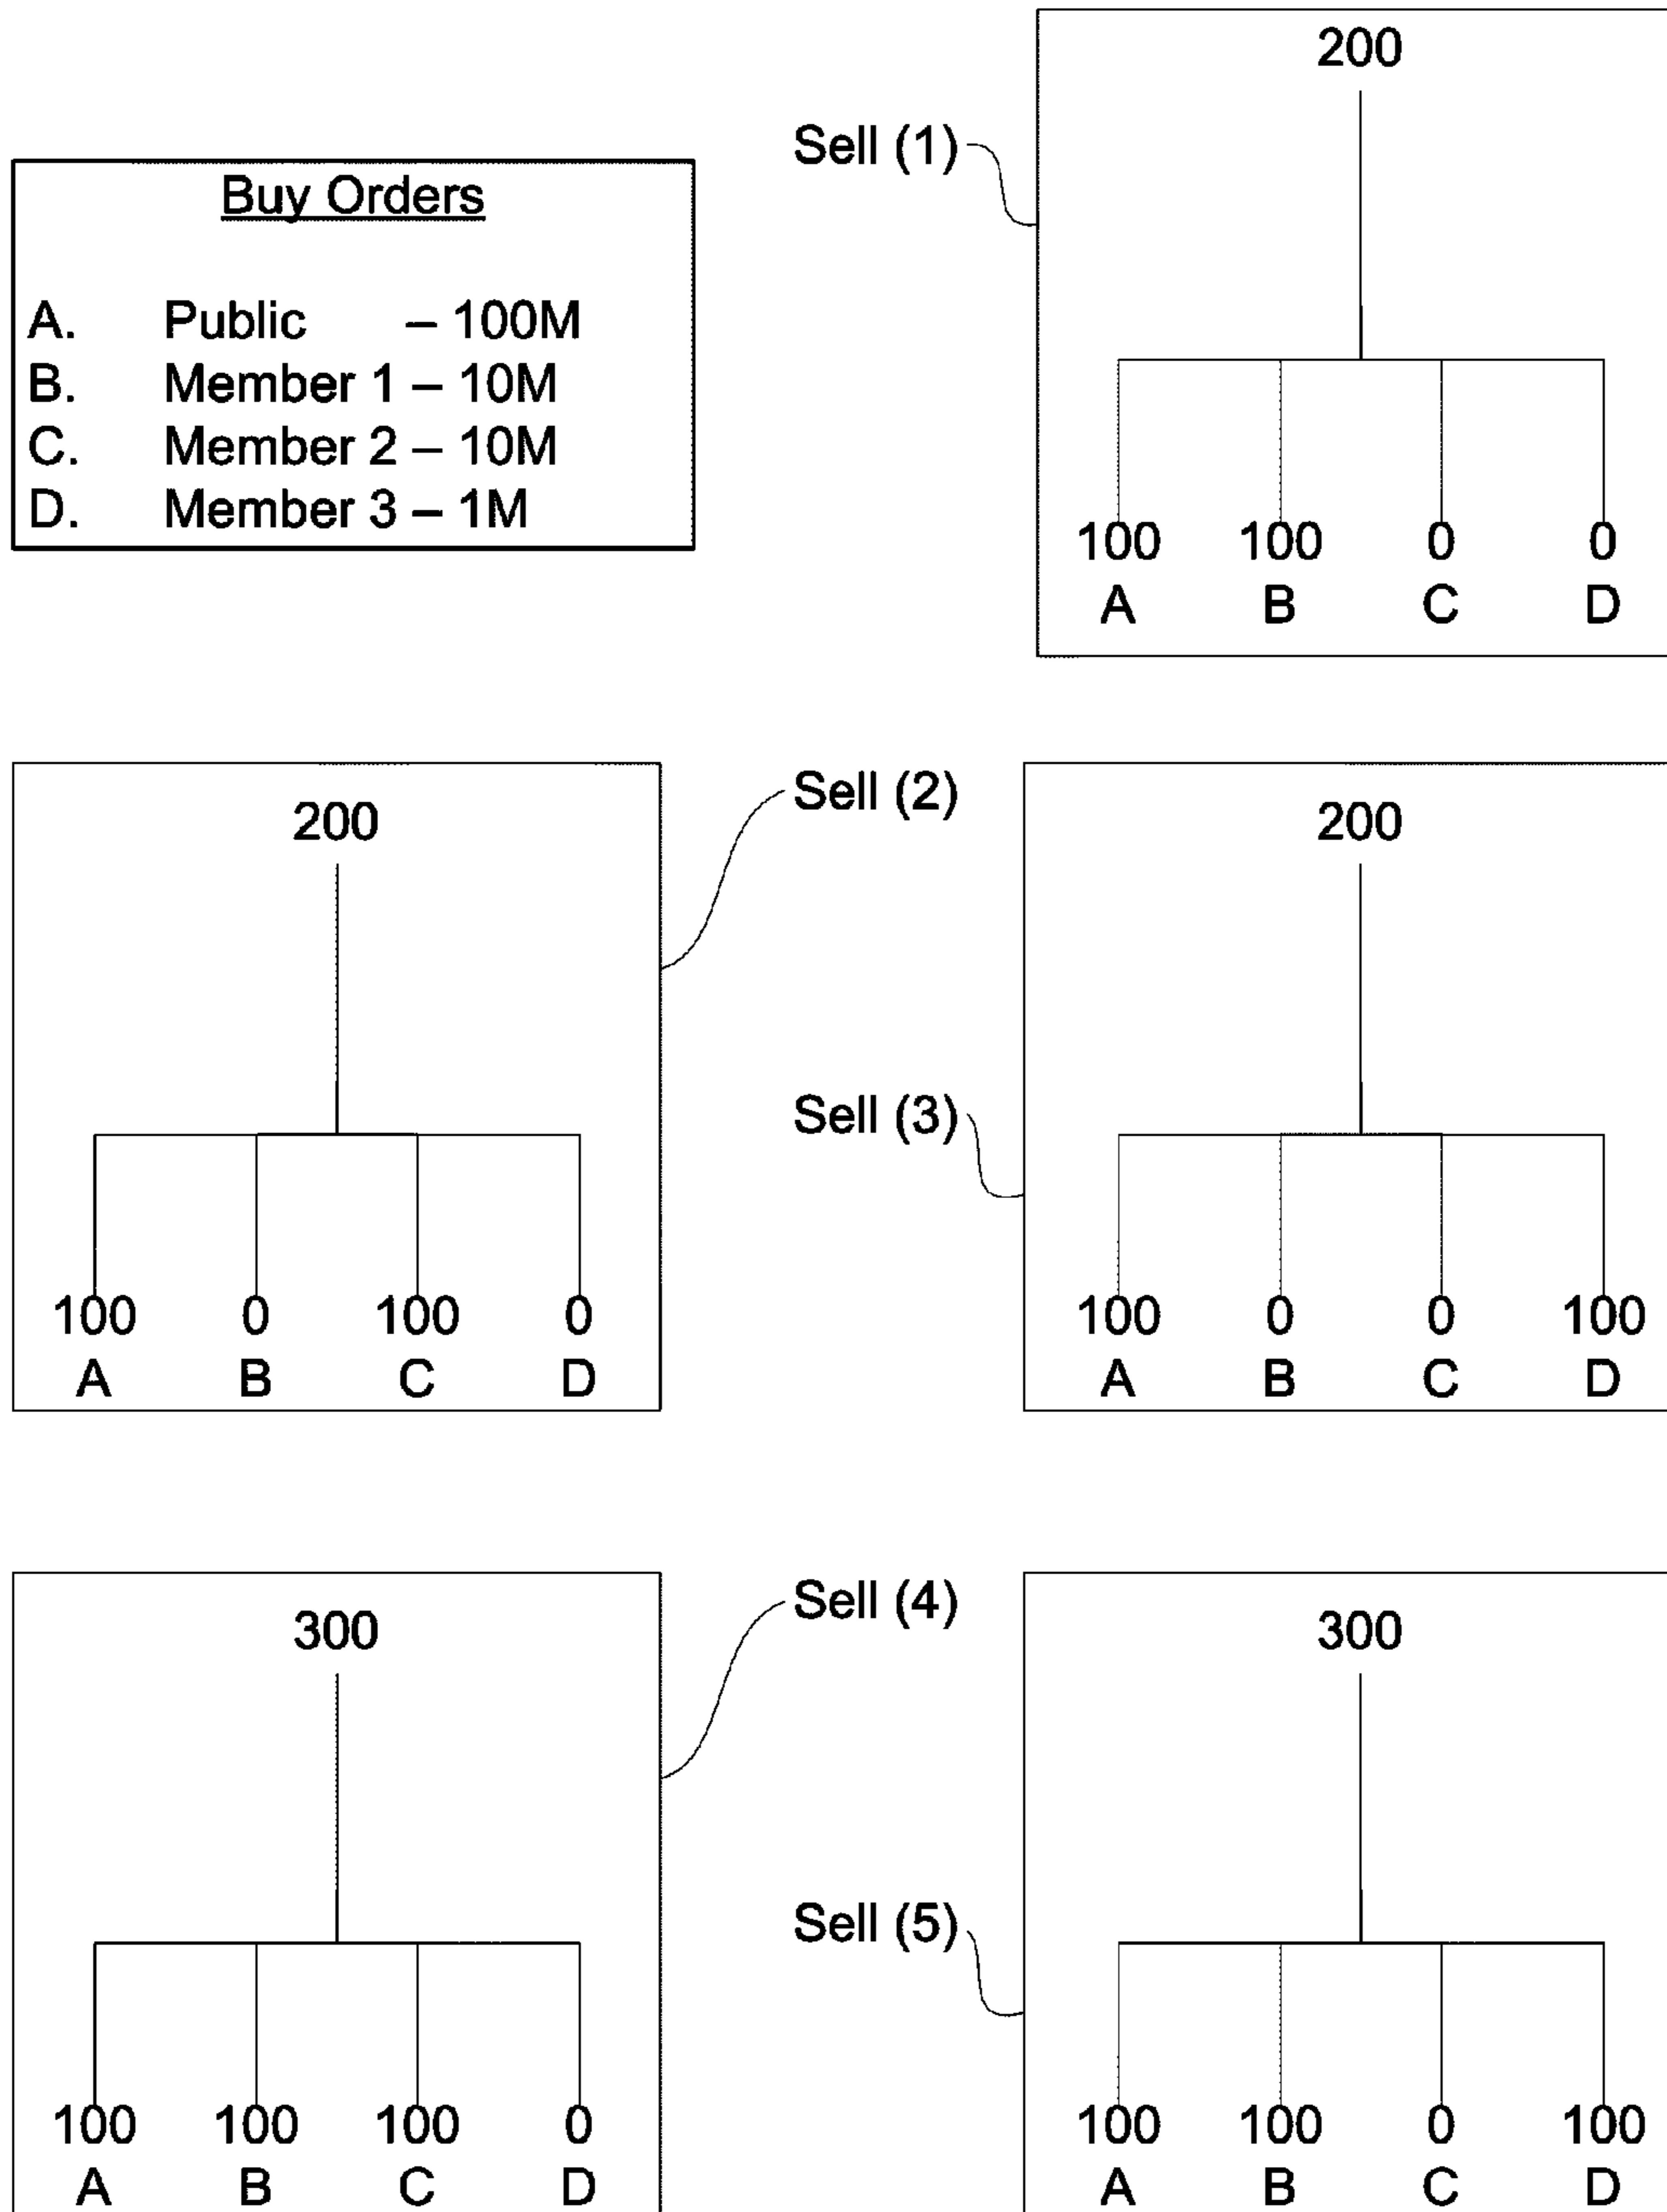 Buy Orders
A. Public – 100M
B. Member 1 – 10M
C. Member 2 – 10M
D. Member 3 – 1M
Sell (1)
200
100 100 0 0
A B C D
Sell (2)
200
100 0 100 0
A B C D
Sell (3)
200
100 0 0 100
A B C D
Sell (4)
300
100 100 100 0
A B C D
Sell (5)
300
100 100 0 100
A B C D